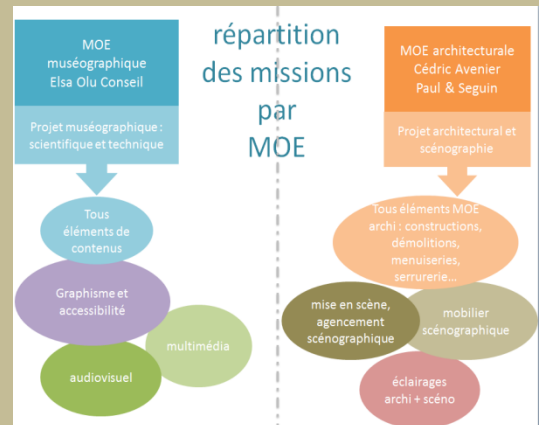 répartition
des missions
par
MOE
MOE
muséographique
Elsa Olu Conseil
Projet muséographique :
scientifique et technique
Tous
éléments de
contenus
Graphisme et
accessibilité
multimédia
audiovisuel
MOE architecturale
Cédric Avenier
Paul & Seguin
Projet architectural et
scénographie
Tous éléments MOE
archi : constructions,
démolitions,
menuiseries,
serrurerie...
mise en scène,
agencement
scénographique
mobilier
scénographique
éclairages
archi + scéno